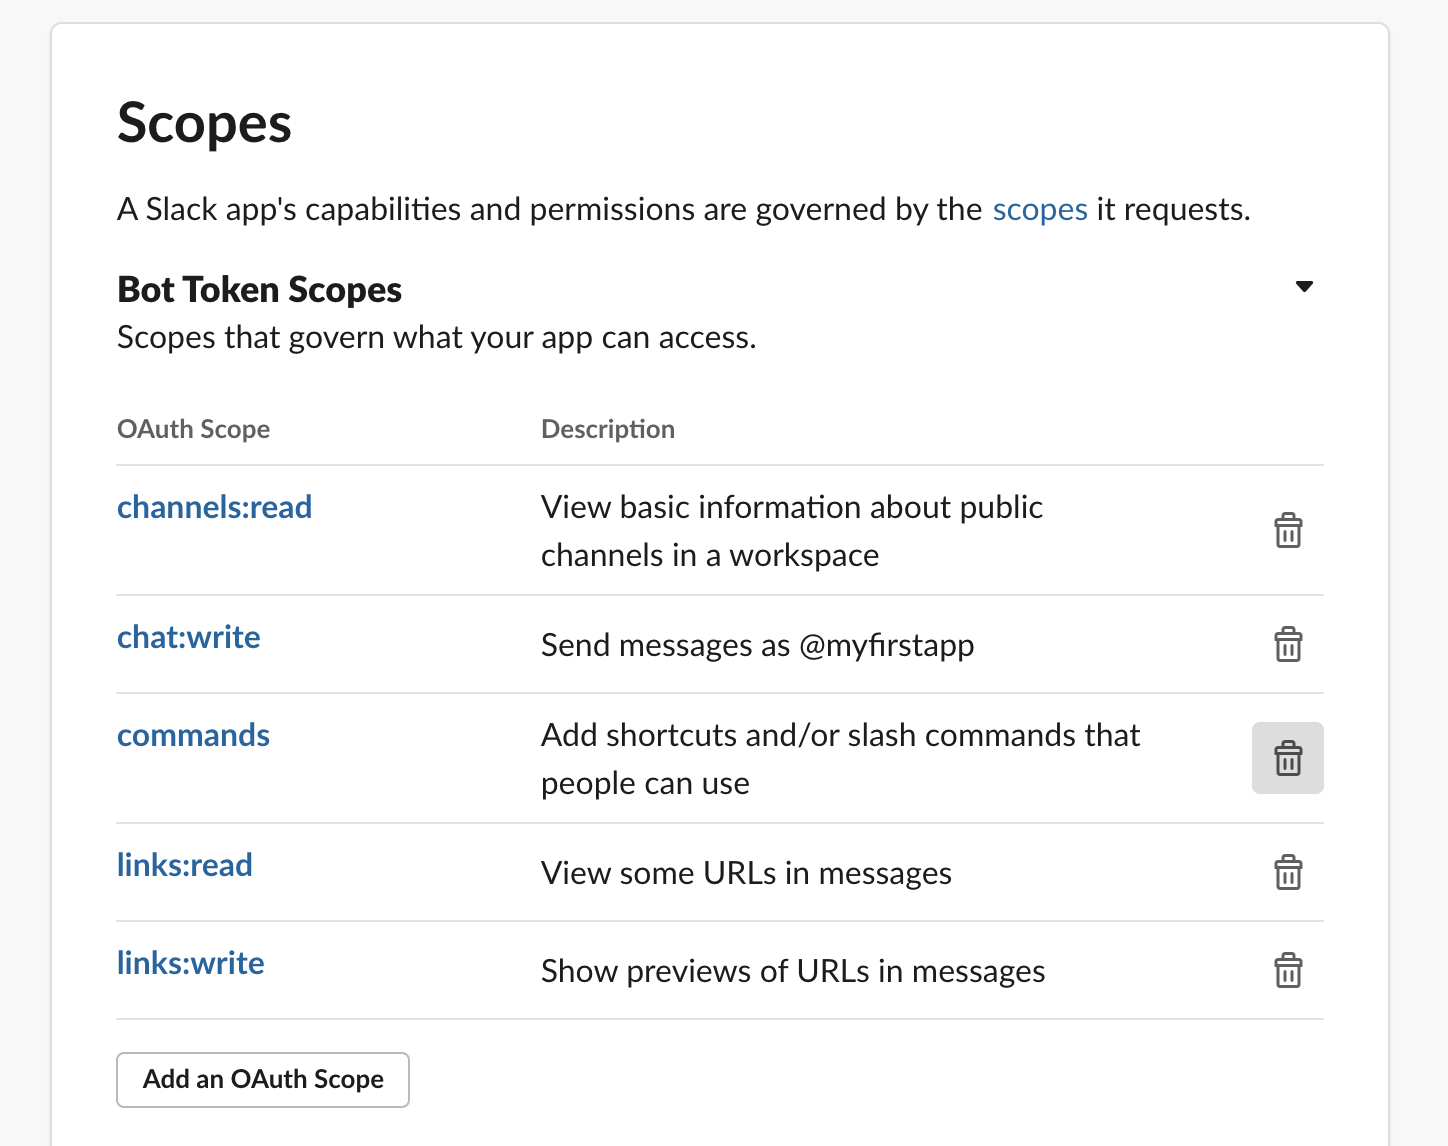 Scopes
A Slack app's capabilities and permissions are governed by the scopes it requests.
Bot Token Scopes
Scopes that govern what your app can access.
OAuth Scope Description
channels:read View basic information about public
channels in a workspace
chat:write Send messages as @myfirstapp
commands Add shortcuts and/or slash commands that
people can use
links:read View some URLs in messages
links:write Show previews of URLs in messages
Add an OAuth Scope